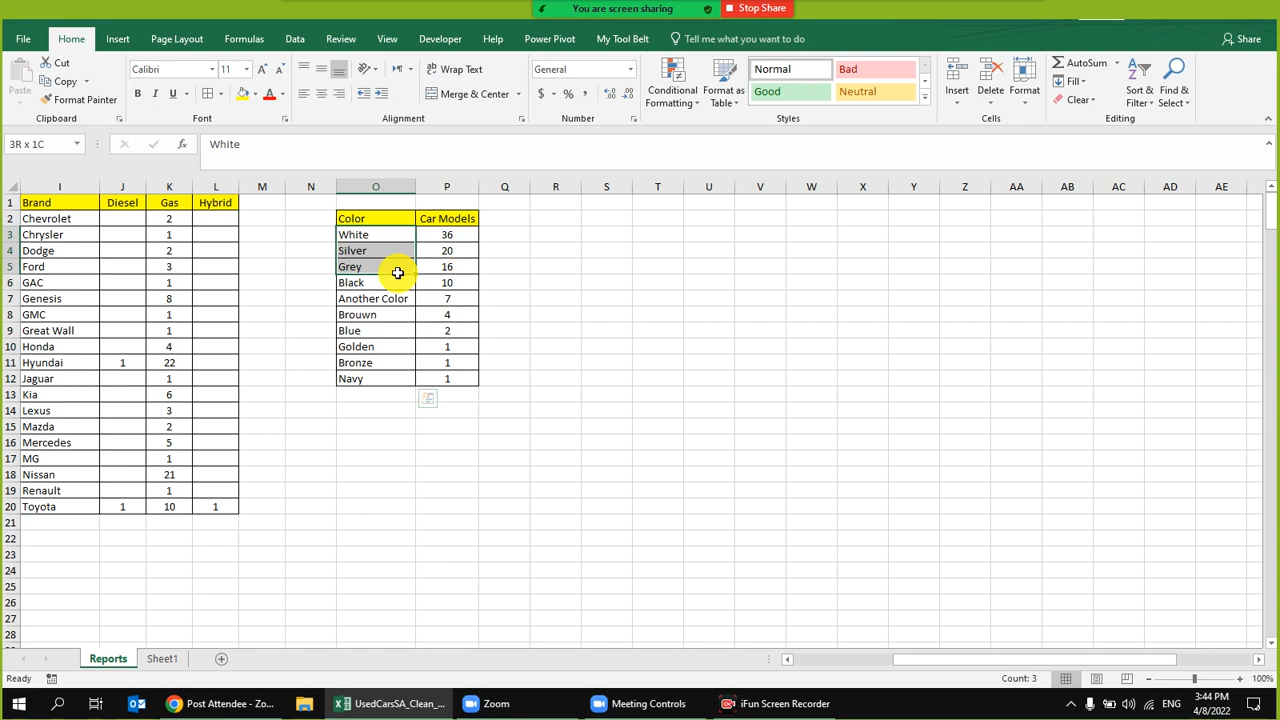 You are screen sharing
Stop Share
File Home Insert Page Layout Formulas Data Review View Developer Help Power Pivot My Tool Belt Tell me what you want to do Share
Paste
Cut
Copy
Format Painter
Clipboard
Calibri 11
B I U
Font
Wrap Text
Merge & Center
Alignment
General
$ % ,
Number
Conditional Formatting
Format as Table
Normal Bad
Good Neutral
Styles
Insert Delete Format
Cells
AutoSum
Fill
Clear
Sort & Filter
Find & Select
Editing
3R x 1C
White
I J K L M N O P Q R S T U V W X Y Z AA AB AC AD AE
1 Brand Diesel Gas Hybrid
2 Chevrolet 2 Color Car Models
3 Chrysler 1 White 36
4 Dodge 2 Silver 20
5 Ford 3 Grey 16
6 GAC 1 Black 10
7 Genesis 8 Another Color 7
8 GMC 1 Brouwn 4
9 Great Wall 1 Blue 2
10 Honda 4 Golden 1
11 Hyundai 1 22 Bronze 1
12 Jaguar 1 Navy 1
13 Kia 6
14 Lexus 3
15 Mazda 2
16 Mercedes 5
17 MG 1
18 Nissan 21
19 Renault 1
20 Toyota 1 10 1
21
22
23
24
25
26
27
28
Reports Sheet1
Ready
Count: 3
100%
Post Attendee - Zo...
UsedCarsSA_Clean_...
Zoom
Meeting Controls
iFun Screen Recorder
ENG
3:44 PM
4/8/2022